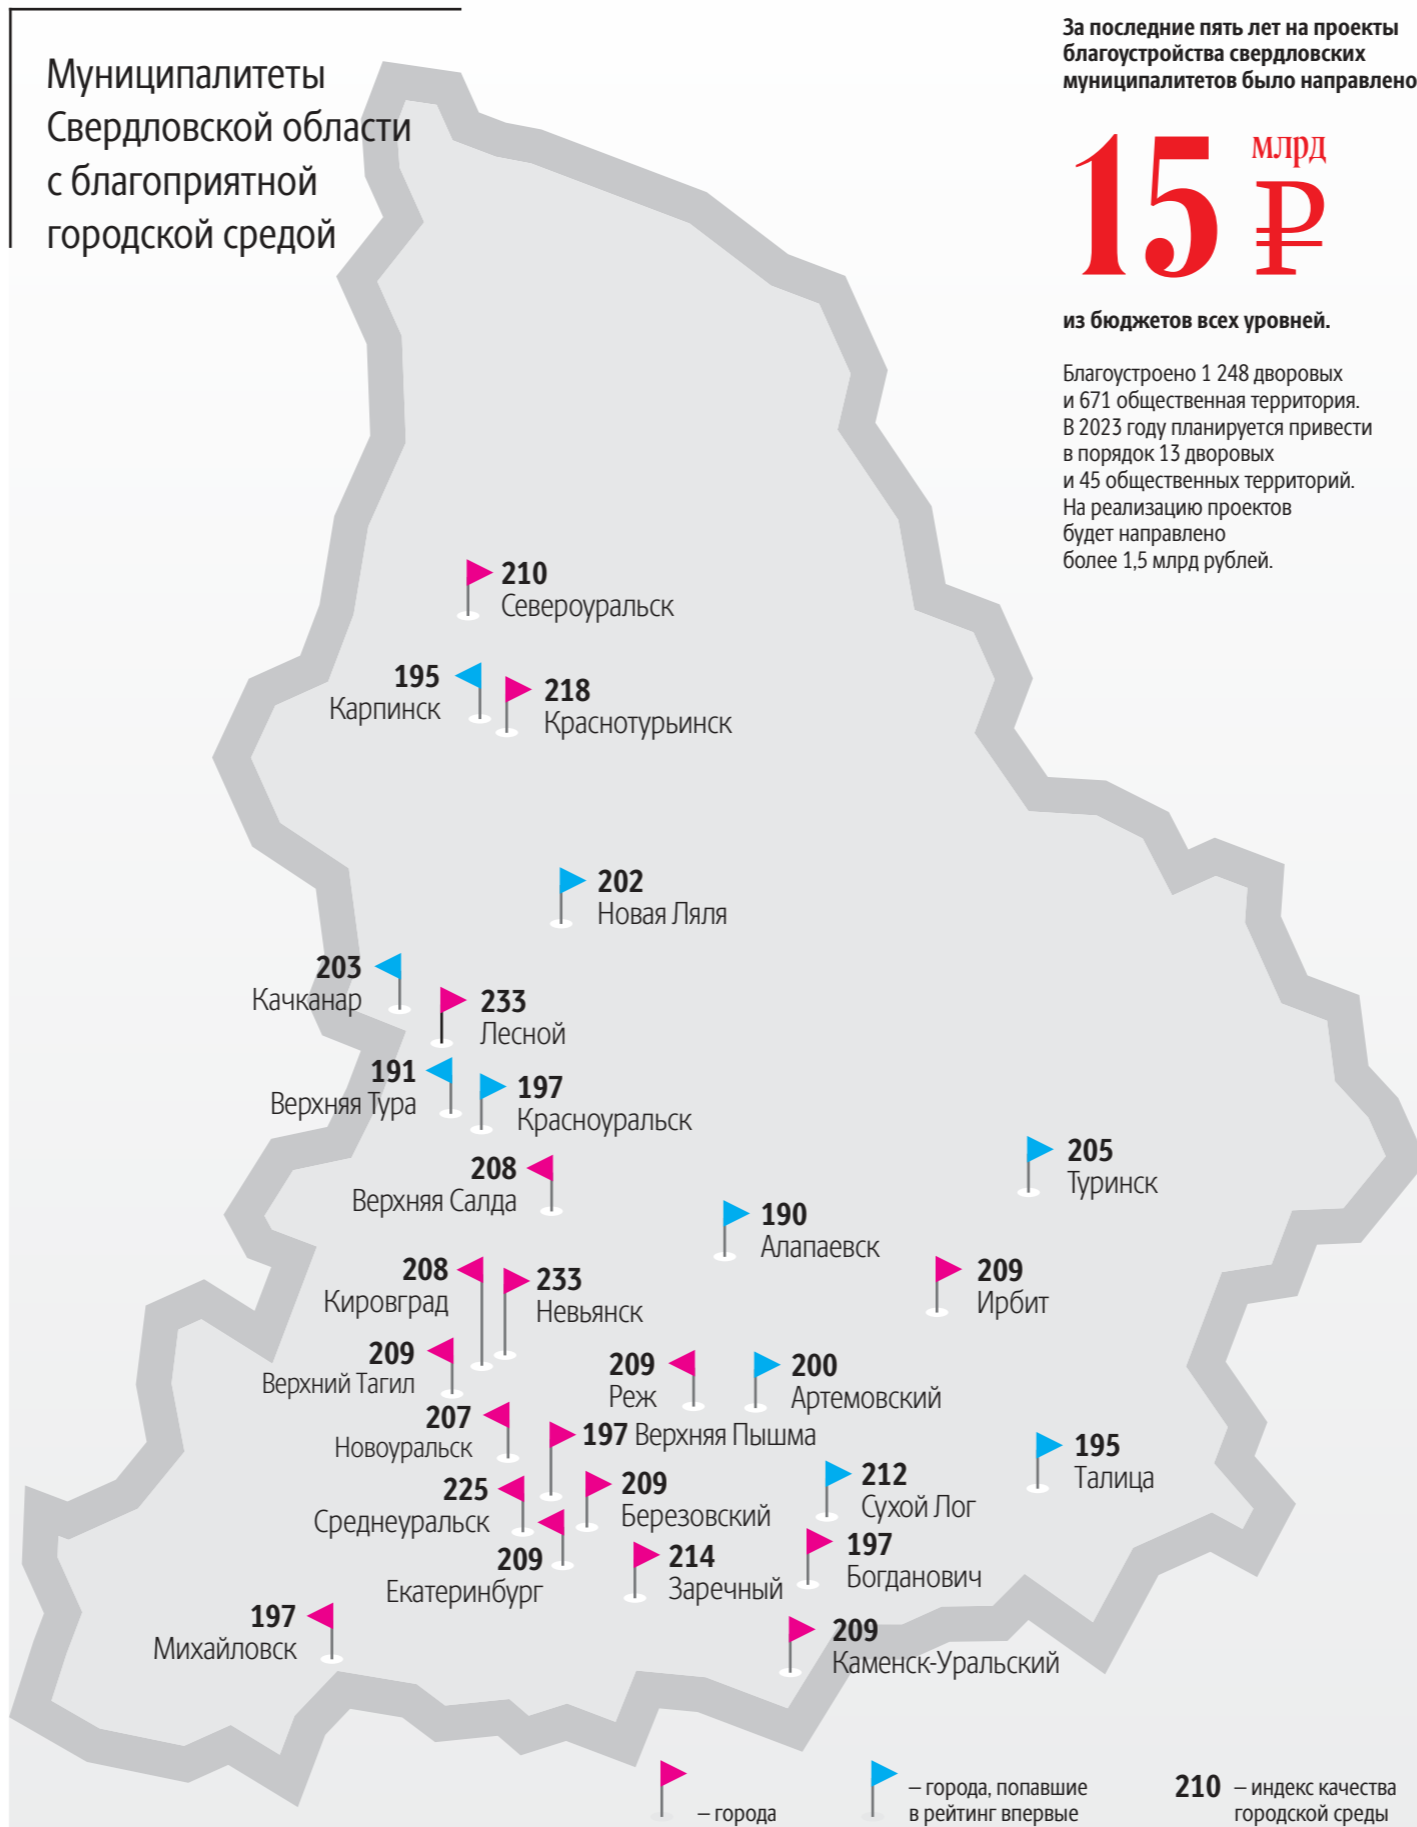 Муниципалитеты
Свердловской области
с благоприятной
городской средой
За последние пять лет на проекты
благоустройства свердловских
муниципалитетов было направлено
15 млрд ₽
из бюджетов всех уровней.
Благоустроено 1 248 дворовых
и 671 общественная территория.
В 2023 году планируется привести
в порядок 13 дворовых
и 45 общественных территорий.
На реализацию проектов
будет направлено
более 1,5 млрд рублей.
210
Североуральск
195
Карпинск
218
Краснотурьинск
202
Новая Ляля
203
Качканар
233
Лесной
191
Верхняя Тура
197
Красноуральск
208
Верхняя Салда
205
Туринск
190
Алапаевск
208
Кировград
233
Невьянск
209
Ирбит
209
Верхний Тагил
209
Реж
200
Артемовский
207
Новоуральск
197 Верхняя Пышма
195
Талица
225
Среднеуральск
209
Березовский
212
Сухой Лог
209
Екатеринбург
214
Заречный
197
Богданович
197
Михайловск
209
Каменск-Уральский
– города
– города, попавшие
в рейтинг впервые
210 – индекс качества
городской среды